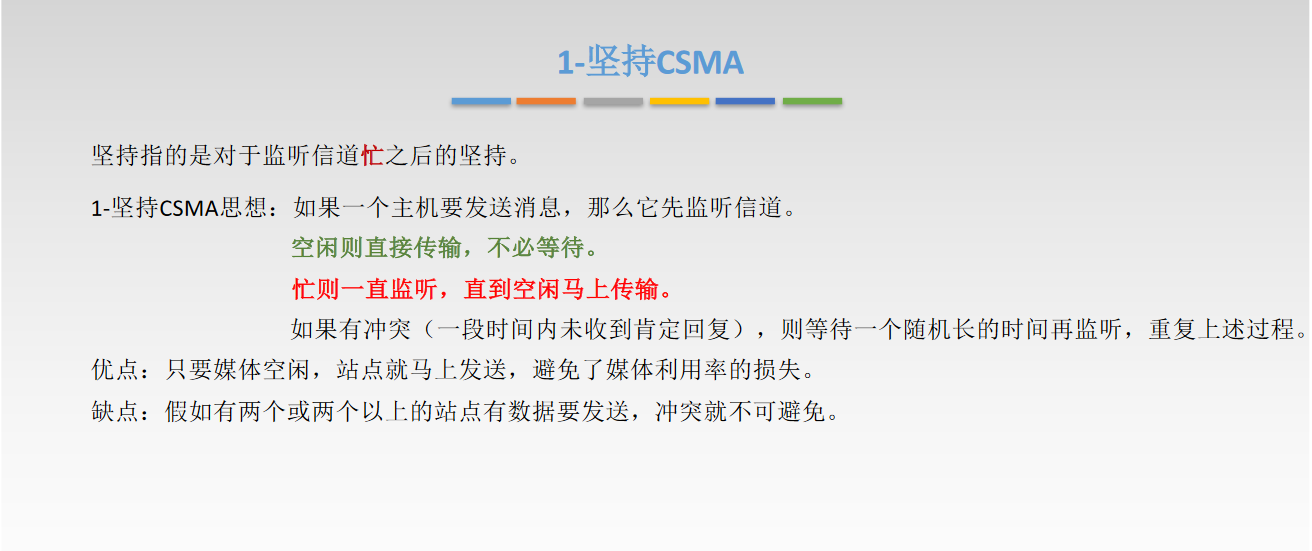 1-坚持CSMA
坚持指的是对于监听信道忙之后的坚持。
1-坚持CSMA思想：如果一个主机要发送消息，那么它先监听信道。
空闲则直接传输，不必等待。
忙则一直监听，直到空闲马上传输。
如果有冲突（一段时间内未收到肯定回复），则等待一个随机长的时间再监听，重复上述过程。
优点：只要媒体空闲，站点就马上发送，避免了媒体利用率的损失。
缺点：假如有两个或两个以上的站点有数据要发送，冲突就不可避免。